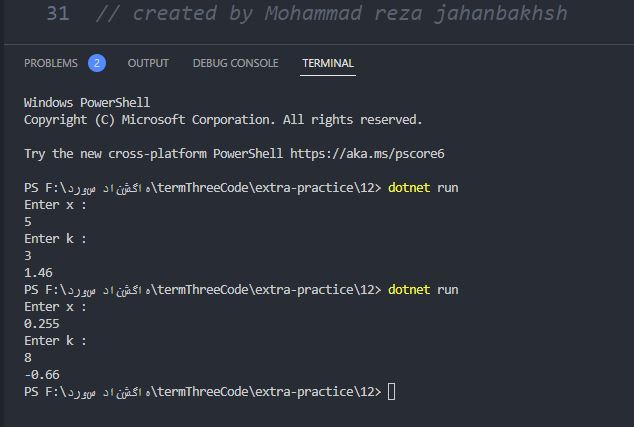 31 // created by Mohammad reza jahanbakhsh
PROBLEMS 2 OUTPUT DEBUG CONSOLE TERMINAL
Windows PowerShell
Copyright (C) Microsoft Corporation. All rights reserved.
Try the new cross-platform PowerShell https://aka.ms/pscore6
PS F:\دروس دانشگاه\termThreeCode\extra-practice\12> dotnet run
Enter x :
5
Enter k :
3
1.46
PS F:\دروس دانشگاه\termThreeCode\extra-practice\12> dotnet run
Enter x :
0.255
Enter k :
8
-0.66
PS F:\دروس دانشگاه\termThreeCode\extra-practice\12>